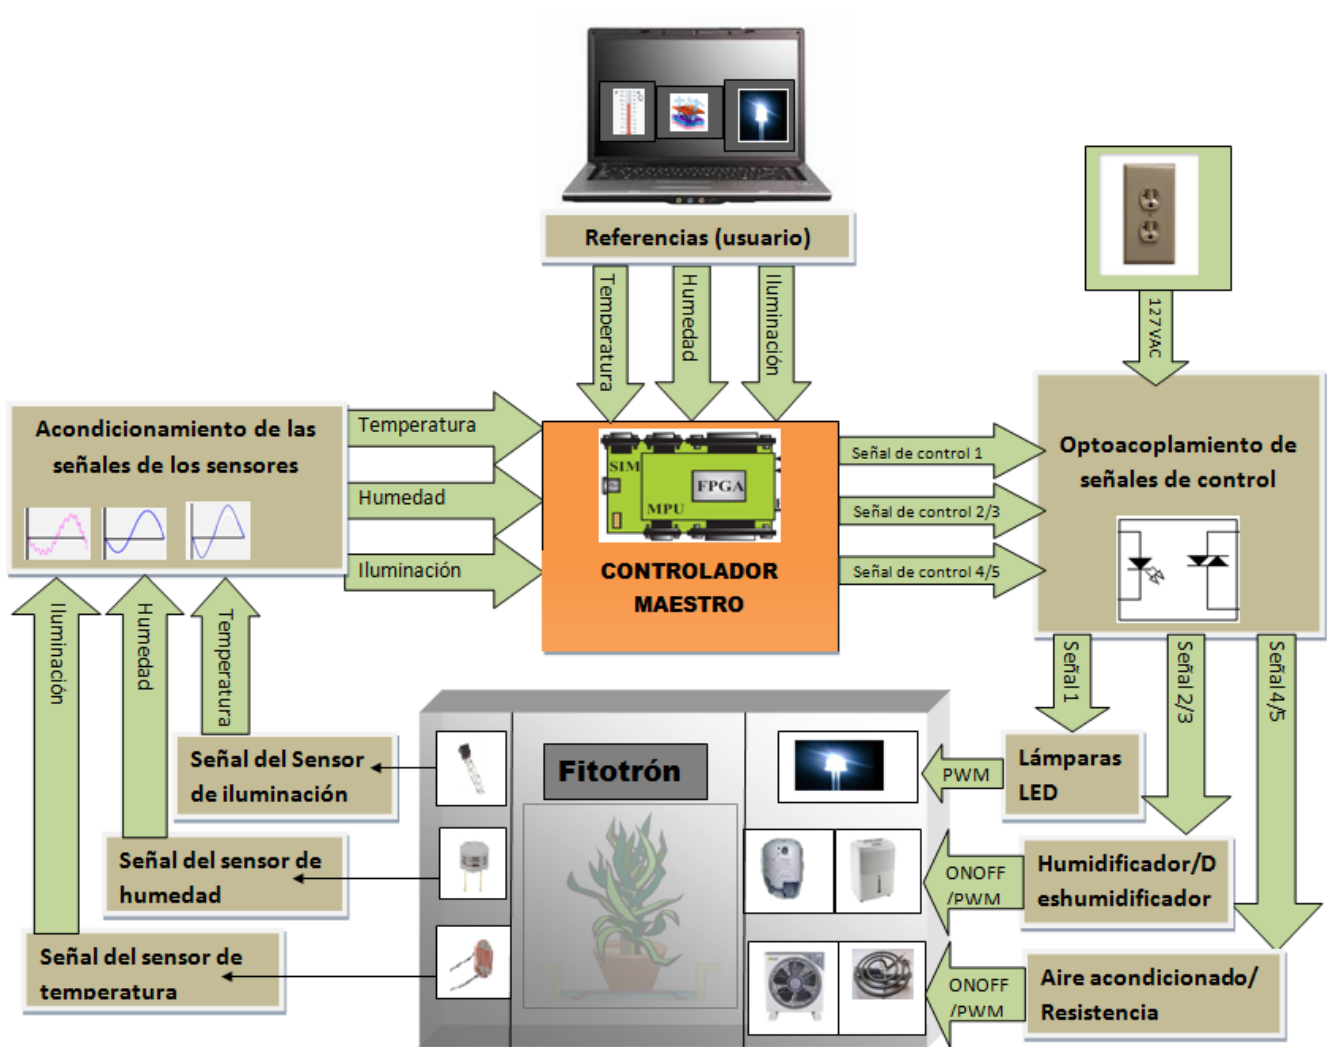 Referencias (usuario)
Temperatura
Humedad
Iluminación
127 VAC
Acondicionamiento de las
señales de los sensores
Temperatura
Humedad
Iluminación
SIM
FPGA
MPU
CONTROLADOR
MAESTRO
Señal de control 1
Señal de control 2/3
Señal de control 4/5
Optoacoplamiento de
señales de control
Iluminación
Humedad
Temperatura
Señal 1
Señal 2/3
Señal 4/5
Señal del Sensor
de iluminación
Señal del sensor de
humedad
Señal del sensor de
temperatura
Fitotrón
PWM
Lámparas
LED
ONOFF
/PWM
Humidificador/D
eshumidificador
ONOFF
/PWM
Aire acondicionado/
Resistencia